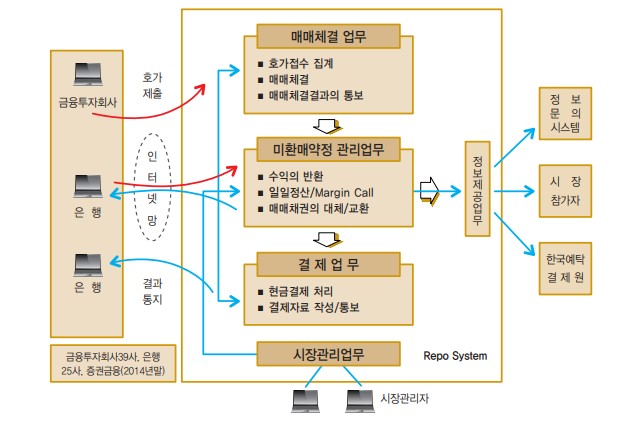 금융투자회사
은 행
은 행
호가
제출
인
터
넷
망
결과
통지
금융투자회사39사, 은행
25사, 증권금융(2014년말)
매매체결 업무
■ 호가접수 집계
■ 매매체결
■ 매매체결결과의 통보
미환매약정 관리업무
■ 수익의 반환
■ 일일정산/Margin Call
■ 매매채권의 대체/교환
결 제 업 무
■ 현금결제 처리
■ 결제자료 작성/통보
시장관리업무
Repo System
시장관리자
정보제공업무
정 보
문 의
시스템
시 장
참가자
한국예탁
결 제 원